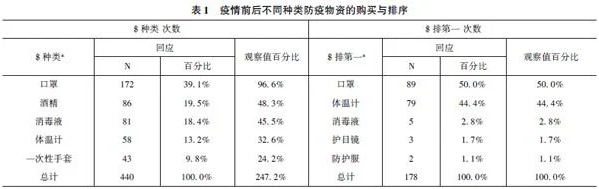 表 1 疫情前后不同种类防疫物资的购买与排序
$ 种类 次数 $ 排第一 次数
$ 种类ᵃ 回应 观察值百分比 $ 排第一ᵃ 回应 观察值百分比
N 百分比 N 百分比
口罩 172 39.1% 96.6% 口罩 89 50.0% 50.0%
酒精 86 19.5% 48.3% 体温计 79 44.4% 44.4%
消毒液 81 18.4% 45.5% 消毒液 5 2.8% 2.8%
体温计 58 13.2% 32.6% 护目镜 3 1.7% 1.7%
一次性手套 43 9.8% 24.2% 防护服 2 1.1% 1.1%
总计 440 100.0% 247.2% 总计 178 100.0% 100.0%